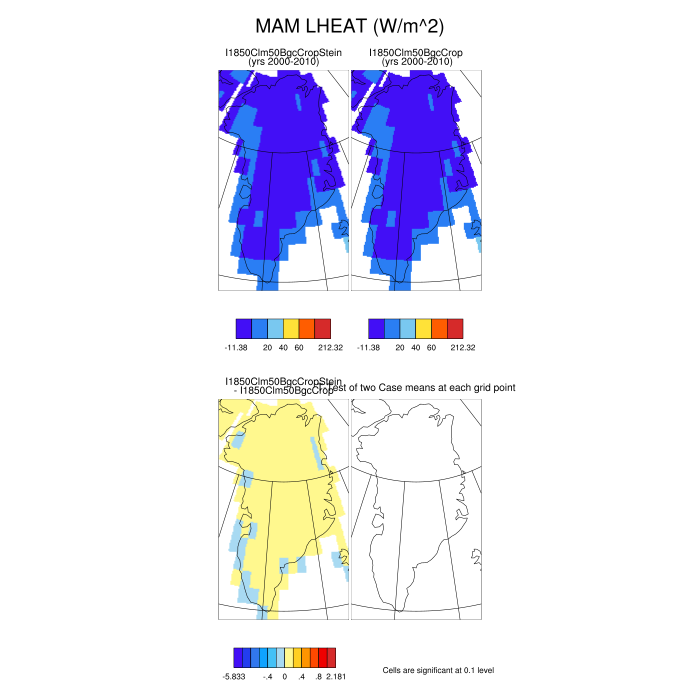 MAM LHEAT (W/m^2)
I1850Clm50BgcCropStein
(yrs 2000-2010)
I1850Clm50BgcCrop
(yrs 2000-2010)
-11.38 20 40 60 212.32
-11.38 20 40 60 212.32
I1850Clm50BgcCropStein
- I1850Clm50BgcCrop
of two Case means at each grid point
-5.833 -.4 0 .4 .8 2.181
Cells are significant at 0.1 level